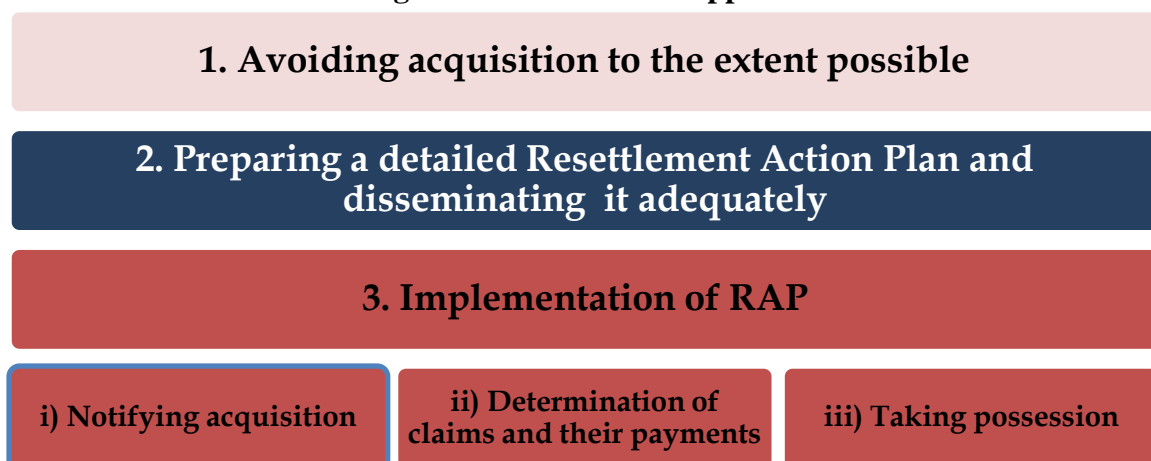 1. Avoiding acquisition to the extent possible
2. Preparing a detailed Resettlement Action Plan and
disseminating it adequately
3. Implementation of RAP
i) Notifying acquisition
ii) Determination of
claims and their payments
iii) Taking possession